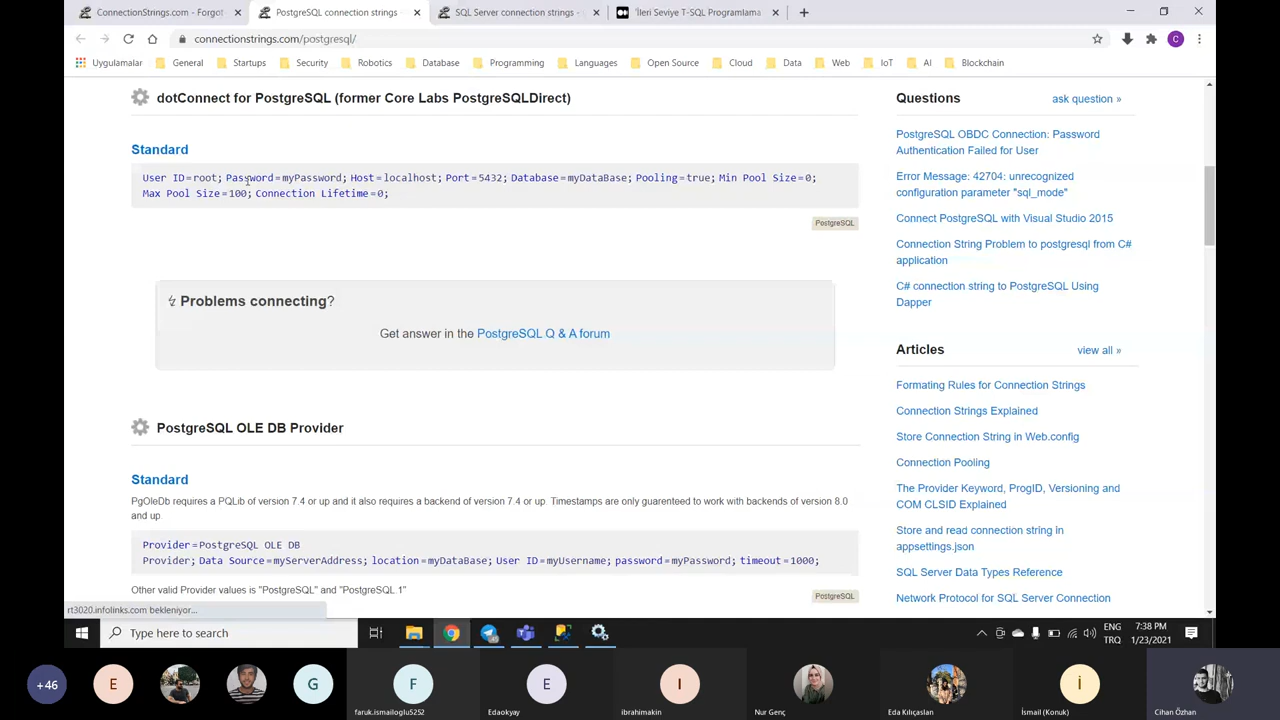 ConnectionStrings.com - Forgot
PostgreSQL connection strings -
SQL Server connection strings -
'İleri Seviye T-SQL Programlama
connectionstrings.com/postgresql/
C
Uygulamalar
General
Startups
Security
Robotics
Database
Programming
Languages
Open Source
Cloud
Data
Web
IoT
AI
Blockchain
dotConnect for PostgreSQL (former Core Labs PostgreSQLDirect)
Standard
User ID=root; Password=myPassword; Host=localhost; Port=5432; Database=myDataBase; Pooling=true; Min Pool Size=0;
Max Pool Size=100; Connection Lifetime=0;
PostgreSQL
Problems connecting?
Get answer in the PostgreSQL Q & A forum
PostgreSQL OLE DB Provider
Standard
PgOleDb requires a PQLib of version 7.4 or up and it also requires a backend of version 7.4 or up. Timestamps are only guarenteed to work with backends of version 8.0
and up
Provider=PostgreSQL OLE DB
Provider; Data Source=myServerAddress; location=myDataBase; User ID=myUsername; password=myPassword; timeout=1000;
Other valid Provider values is "PostgreSQL" and "PostgreSQL.1"
PostgreSQL
Questions
ask question »
PostgreSQL OBDC Connection: Password
Authentication Failed for User
Error Message: 42704: unrecognized
configuration parameter "sql_mode"
Connect PostgreSQL with Visual Studio 2015
Connection String Problem to postgresql from C#
application
C# connection string to PostgreSQL Using
Dapper
Articles
view all »
Formating Rules for Connection Strings
Connection Strings Explained
Store Connection String in Web.config
Connection Pooling
The Provider Keyword, ProgID, Versioning and
COM CLSID Explained
Store and read connection string in
appsettings.json
SQL Server Data Types Reference
Network Protocol for SQL Server Connection
rt3020.infolinks.com bekleniyor...
Type here to search
ENG
TRQ
7:38 PM
1/23/2021
+46
E
G
F
faruk.ismailoglu5252
E
Edaokyay
I
ibrahimakin
Nur Genç
Eda Kılıçaslan
İ
İsmail (Konuk)
Cihan Özhan